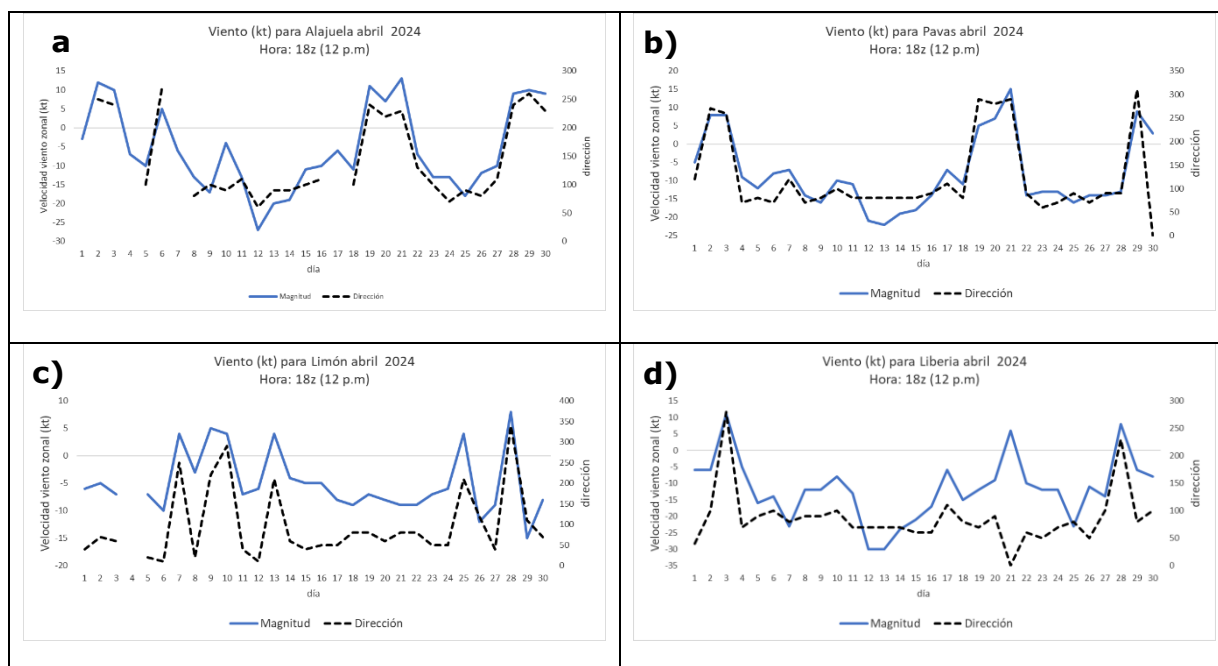 a
Viento (kt) para Alajuela abril 2024
Hora: 18z (12 p.m)
Velocidad viento zonal (kt)
15
10
5
0
-5
-10
-15
-20
-25
-30
300
250
200
150
100
50
0
dirección
1 2 3 4 5 6 7 8 9 10 11 12 13 14 15 16 17 18 19 20 21 22 23 24 25 26 27 28 29 30
día
Magnitud Dirección
b)
Viento (kt) para Pavas abril 2024
Hora: 18z (12 p.m)
Velocidad viento zonal (kt)
20
15
10
5
0
-5
-10
-15
-20
-25
350
300
250
200
150
100
50
0
dirección
1 2 3 4 5 6 7 8 9 10 11 12 13 14 15 16 17 18 19 20 21 22 23 24 25 26 27 28 29 30
día
Magnitud Dirección
c)
Viento (kt) para Limón abril 2024
Hora: 18z (12 p.m)
Velocidad viento zonal (kt)
10
5
0
-5
-10
-15
-20
400
350
300
250
200
150
100
50
0
dirección
1 2 3 4 5 6 7 8 9 10 11 12 13 14 15 16 17 18 19 20 21 22 23 24 25 26 27 28 29 30
día
Magnitud Dirección
d)
Viento (kt) para Liberia abril 2024
Hora: 18z (12 p.m)
Velocidad viento zonal (kt)
15
10
5
0
-5
-10
-15
-20
-25
-30
-35
300
250
200
150
100
50
0
dirección
1 2 3 4 5 6 7 8 9 10 11 12 13 14 15 16 17 18 19 20 21 22 23 24 25 26 27 28 29 30
día
Magnitud Dirección